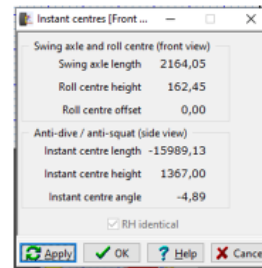 Instant centres [Front ...
Swing axle and roll centre (front view)
Swing axle length 2164,05
Roll centre height 162,45
Roll centre offset 0,00
Anti-dive / anti-squat (side view)
Instant centre length -15989,13
Instant centre height 1367,00
Instant centre angle -4,89
RH identical
Apply OK ? Help Cance